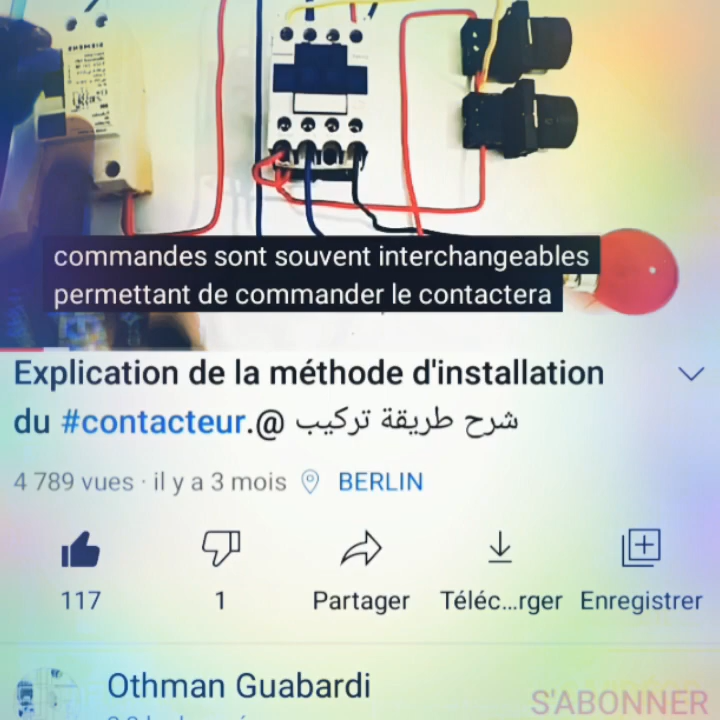 SIEMENS
commandes sont souvent interchangeables
permettant de commander le contactera
Explication de la méthode d'installation
du #contacteur.@ شرح طريقة تركيب
4 789 vues · il y a 3 mois BERLIN
117 1 Partager Téléc...rger Enregistrer
Othman Guabardi
S'ABONNER